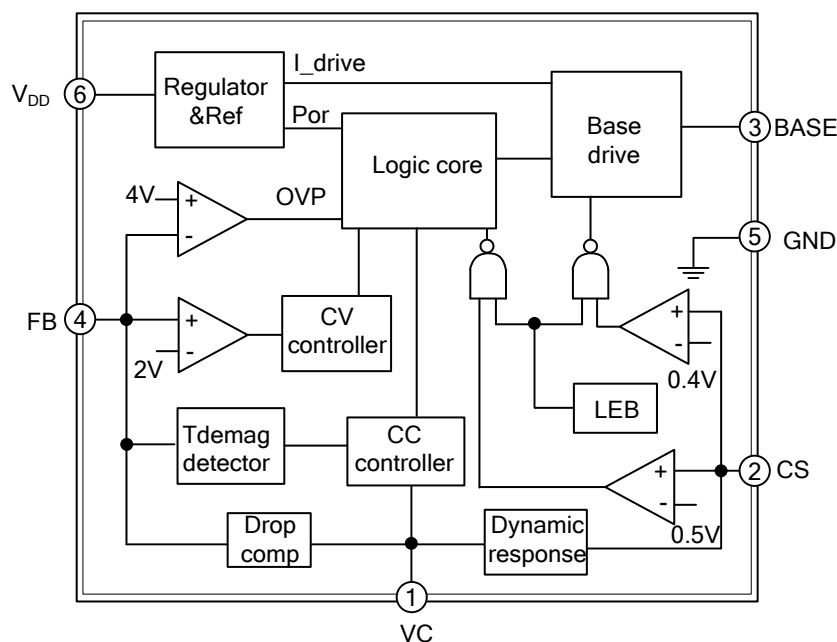 I_drive
VDD
6
Regulator
&Ref
Por
Base
drive
3
BASE
Logic core
4V
+
-
OVP
5
GND
FB
4
+
-
2V
CV
controller
+
-
0.4V
LEB
Tdemag
detector
CC
controller
+
-
0.5V
2
CS
Drop
comp
Dynamic
response
1
VC